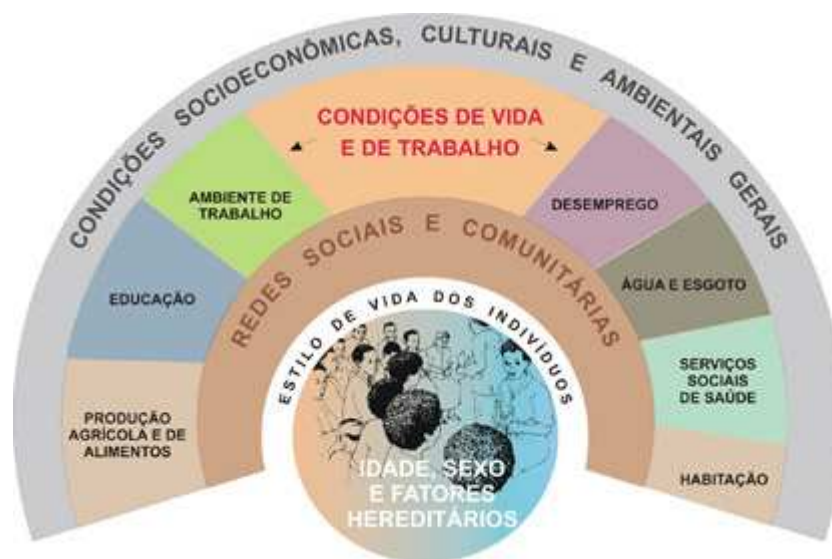 CONDIÇÕES SOCIOECONÔMICAS, CULTURAIS E AMBIENTAIS GERAIS
CONDIÇÕES DE VIDA
E DE TRABALHO
AMBIENTE DE
TRABALHO
DESEMPREGO
EDUCAÇÃO
ÁGUA E ESGOTO
PRODUÇÃO
AGRÍCOLA E DE
ALIMENTOS
SERVIÇOS
SOCIAIS
DE SAÚDE
HABITAÇÃO
REDES SOCIAIS E COMUNITÁRIAS
ESTILO DE VIDA DOS INDIVÍDUOS
IDADE, SEXO
E FATORES
HEREDITÁRIOS